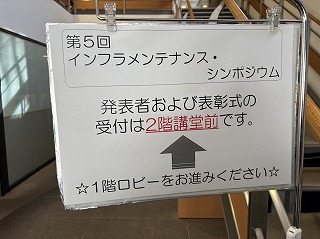 第5回
インフラメンテナンス・
シンポジウム
発表者および表彰式の
受付は2階講堂前です。
☆1階ロビーをお進みください☆